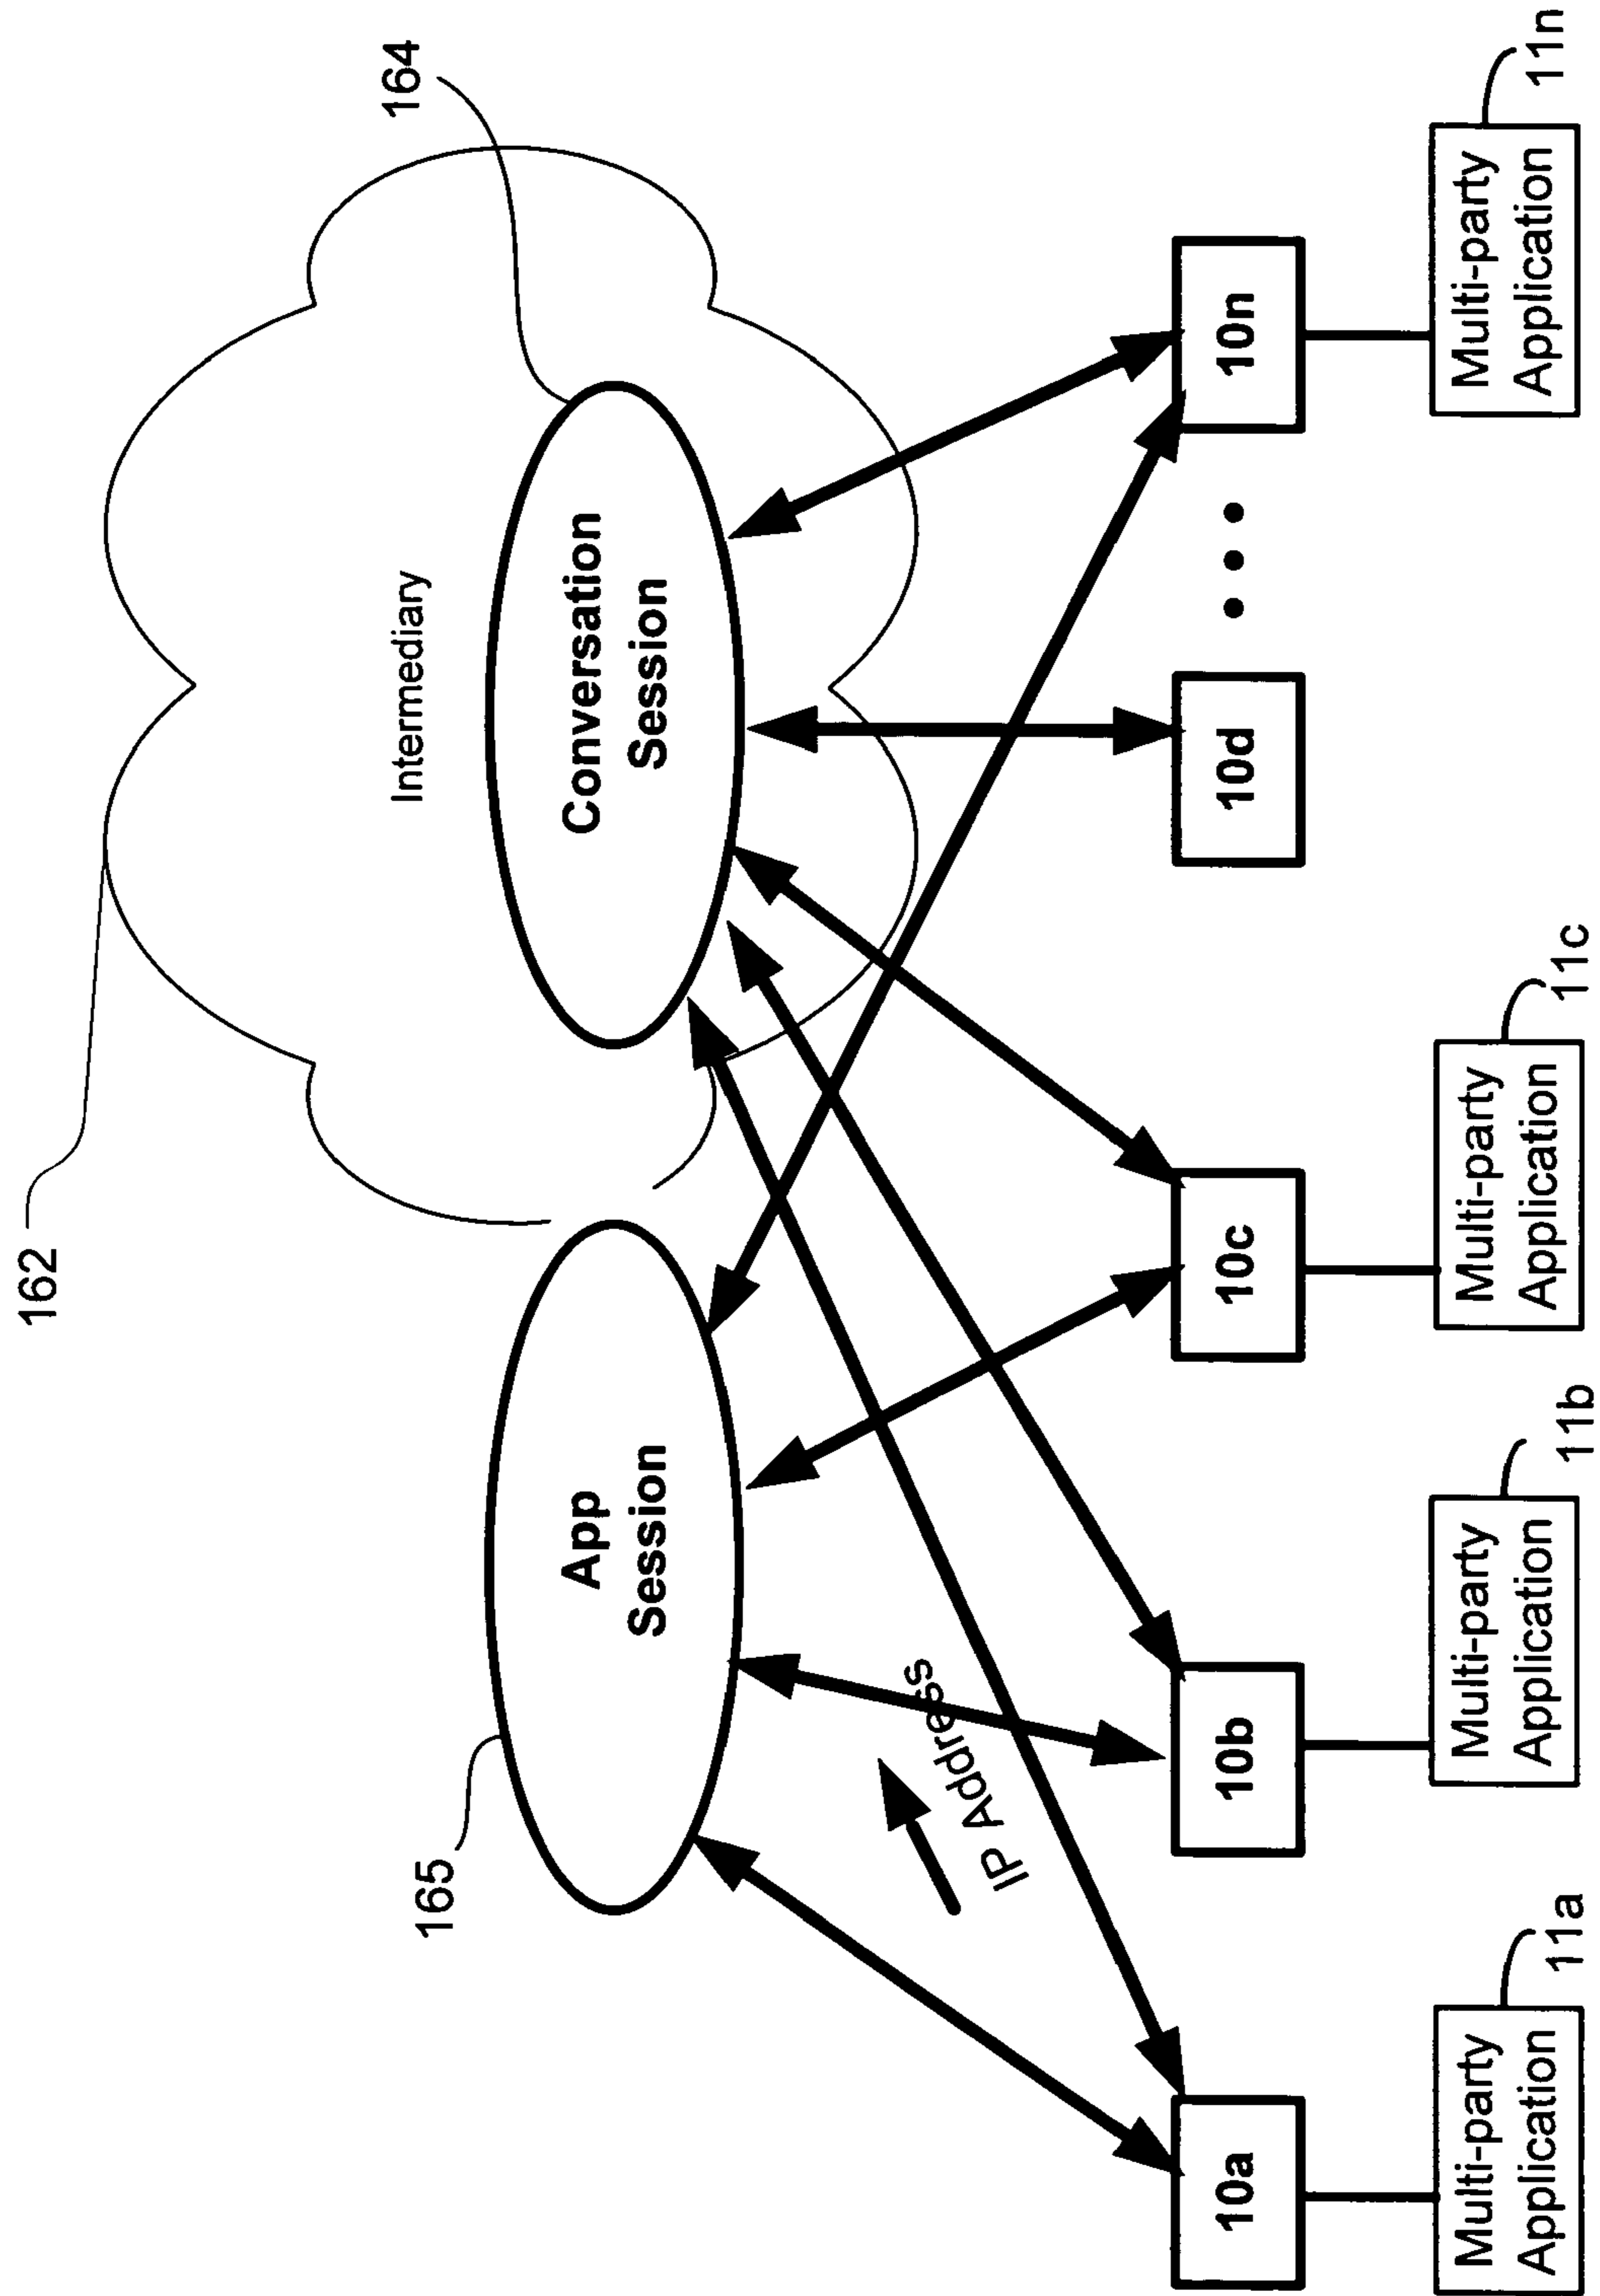 162
164
Intermediary
165
App
Session
Conversation
Session
IP Address
10a
10b
10c
10d
10n
Multi-party
Application
11a
Multi-party
Application
11b
Multi-party
Application
11c
Multi-party
Application
11n